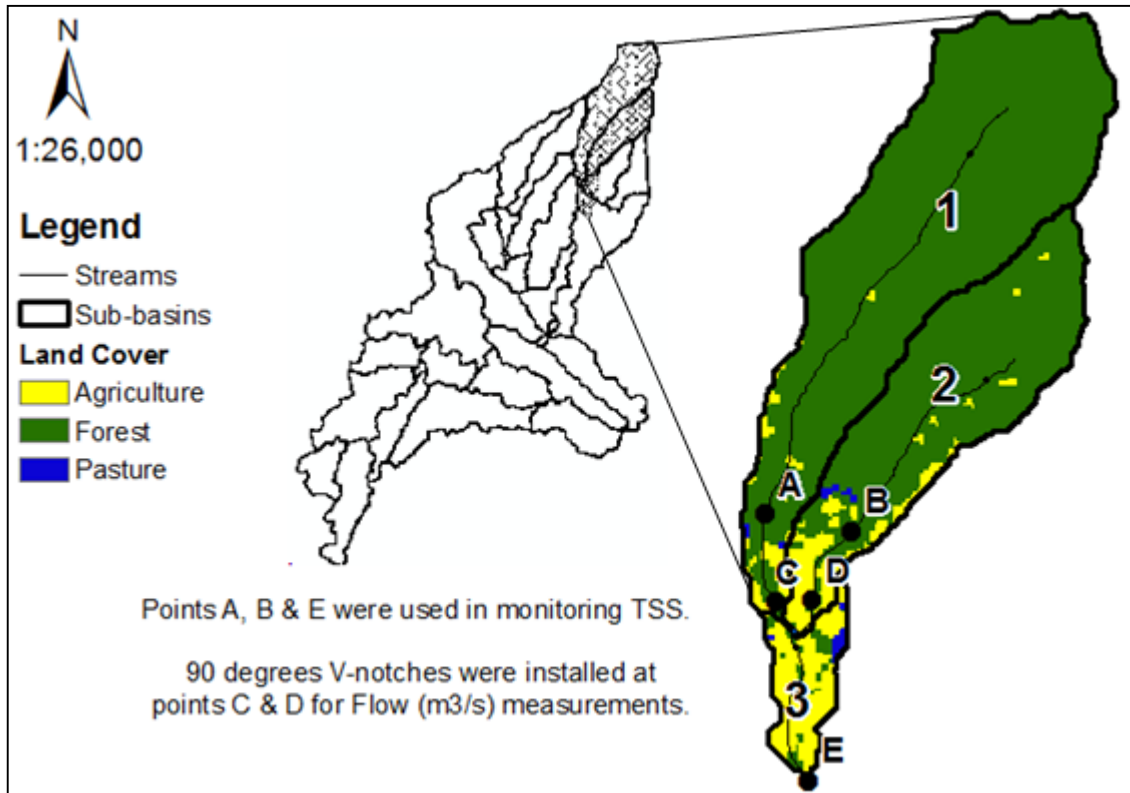 N
1:26,000
Legend
Streams
Sub-basins
Land Cover
Agriculture
Forest
Pasture
1
2
A
B
C
D
3
E
Points A, B & E were used in monitoring TSS.
90 degrees V-notches were installed at
points C & D for Flow (m3/s) measurements.